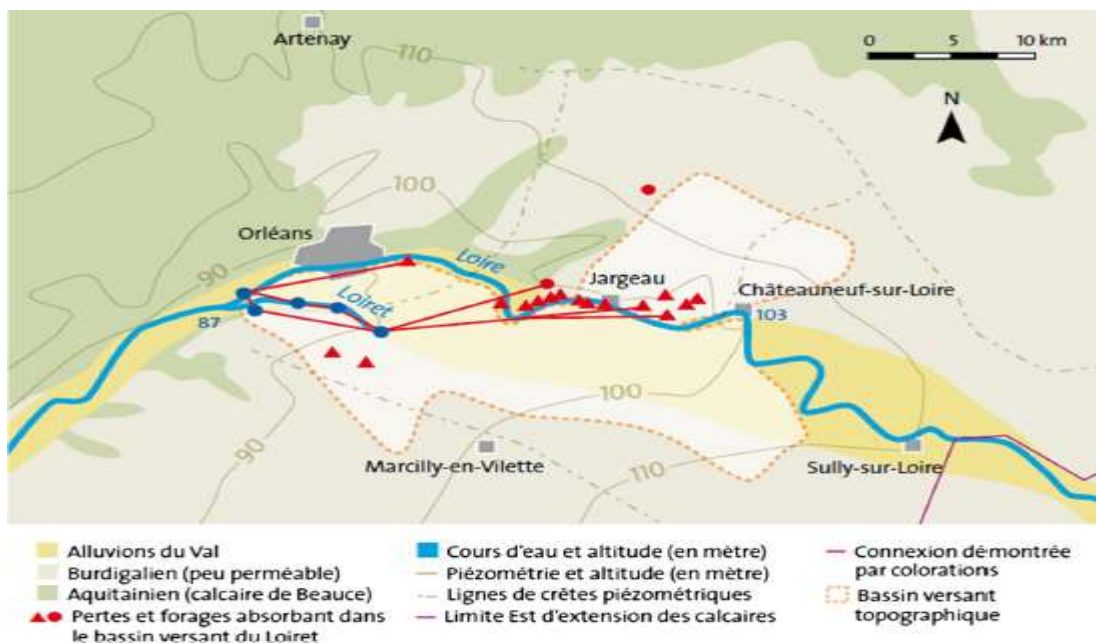 Artenay
110
0 5 10 km
N
100
Orléans
90
Loire
Jargeau
Châteauneuf-sur-Loire
Loiret
87
103
100
90
Marcilly-en-Vilette
110
Sully-sur-Loire
Alluvions du Val
Burdigalien (peu perméable)
Aquitainien (calcaire de Beauce)
Pertes et forages absorbant dans
le bassin versant du Loiret
Cours d'eau et altitude (en mètre)
Piézométrie et altitude (en mètre)
Lignes de crêtes piézométriques
Limite Est d'extension des calcaires
Connexion démontrée
par colorations
Bassin versant
topographique